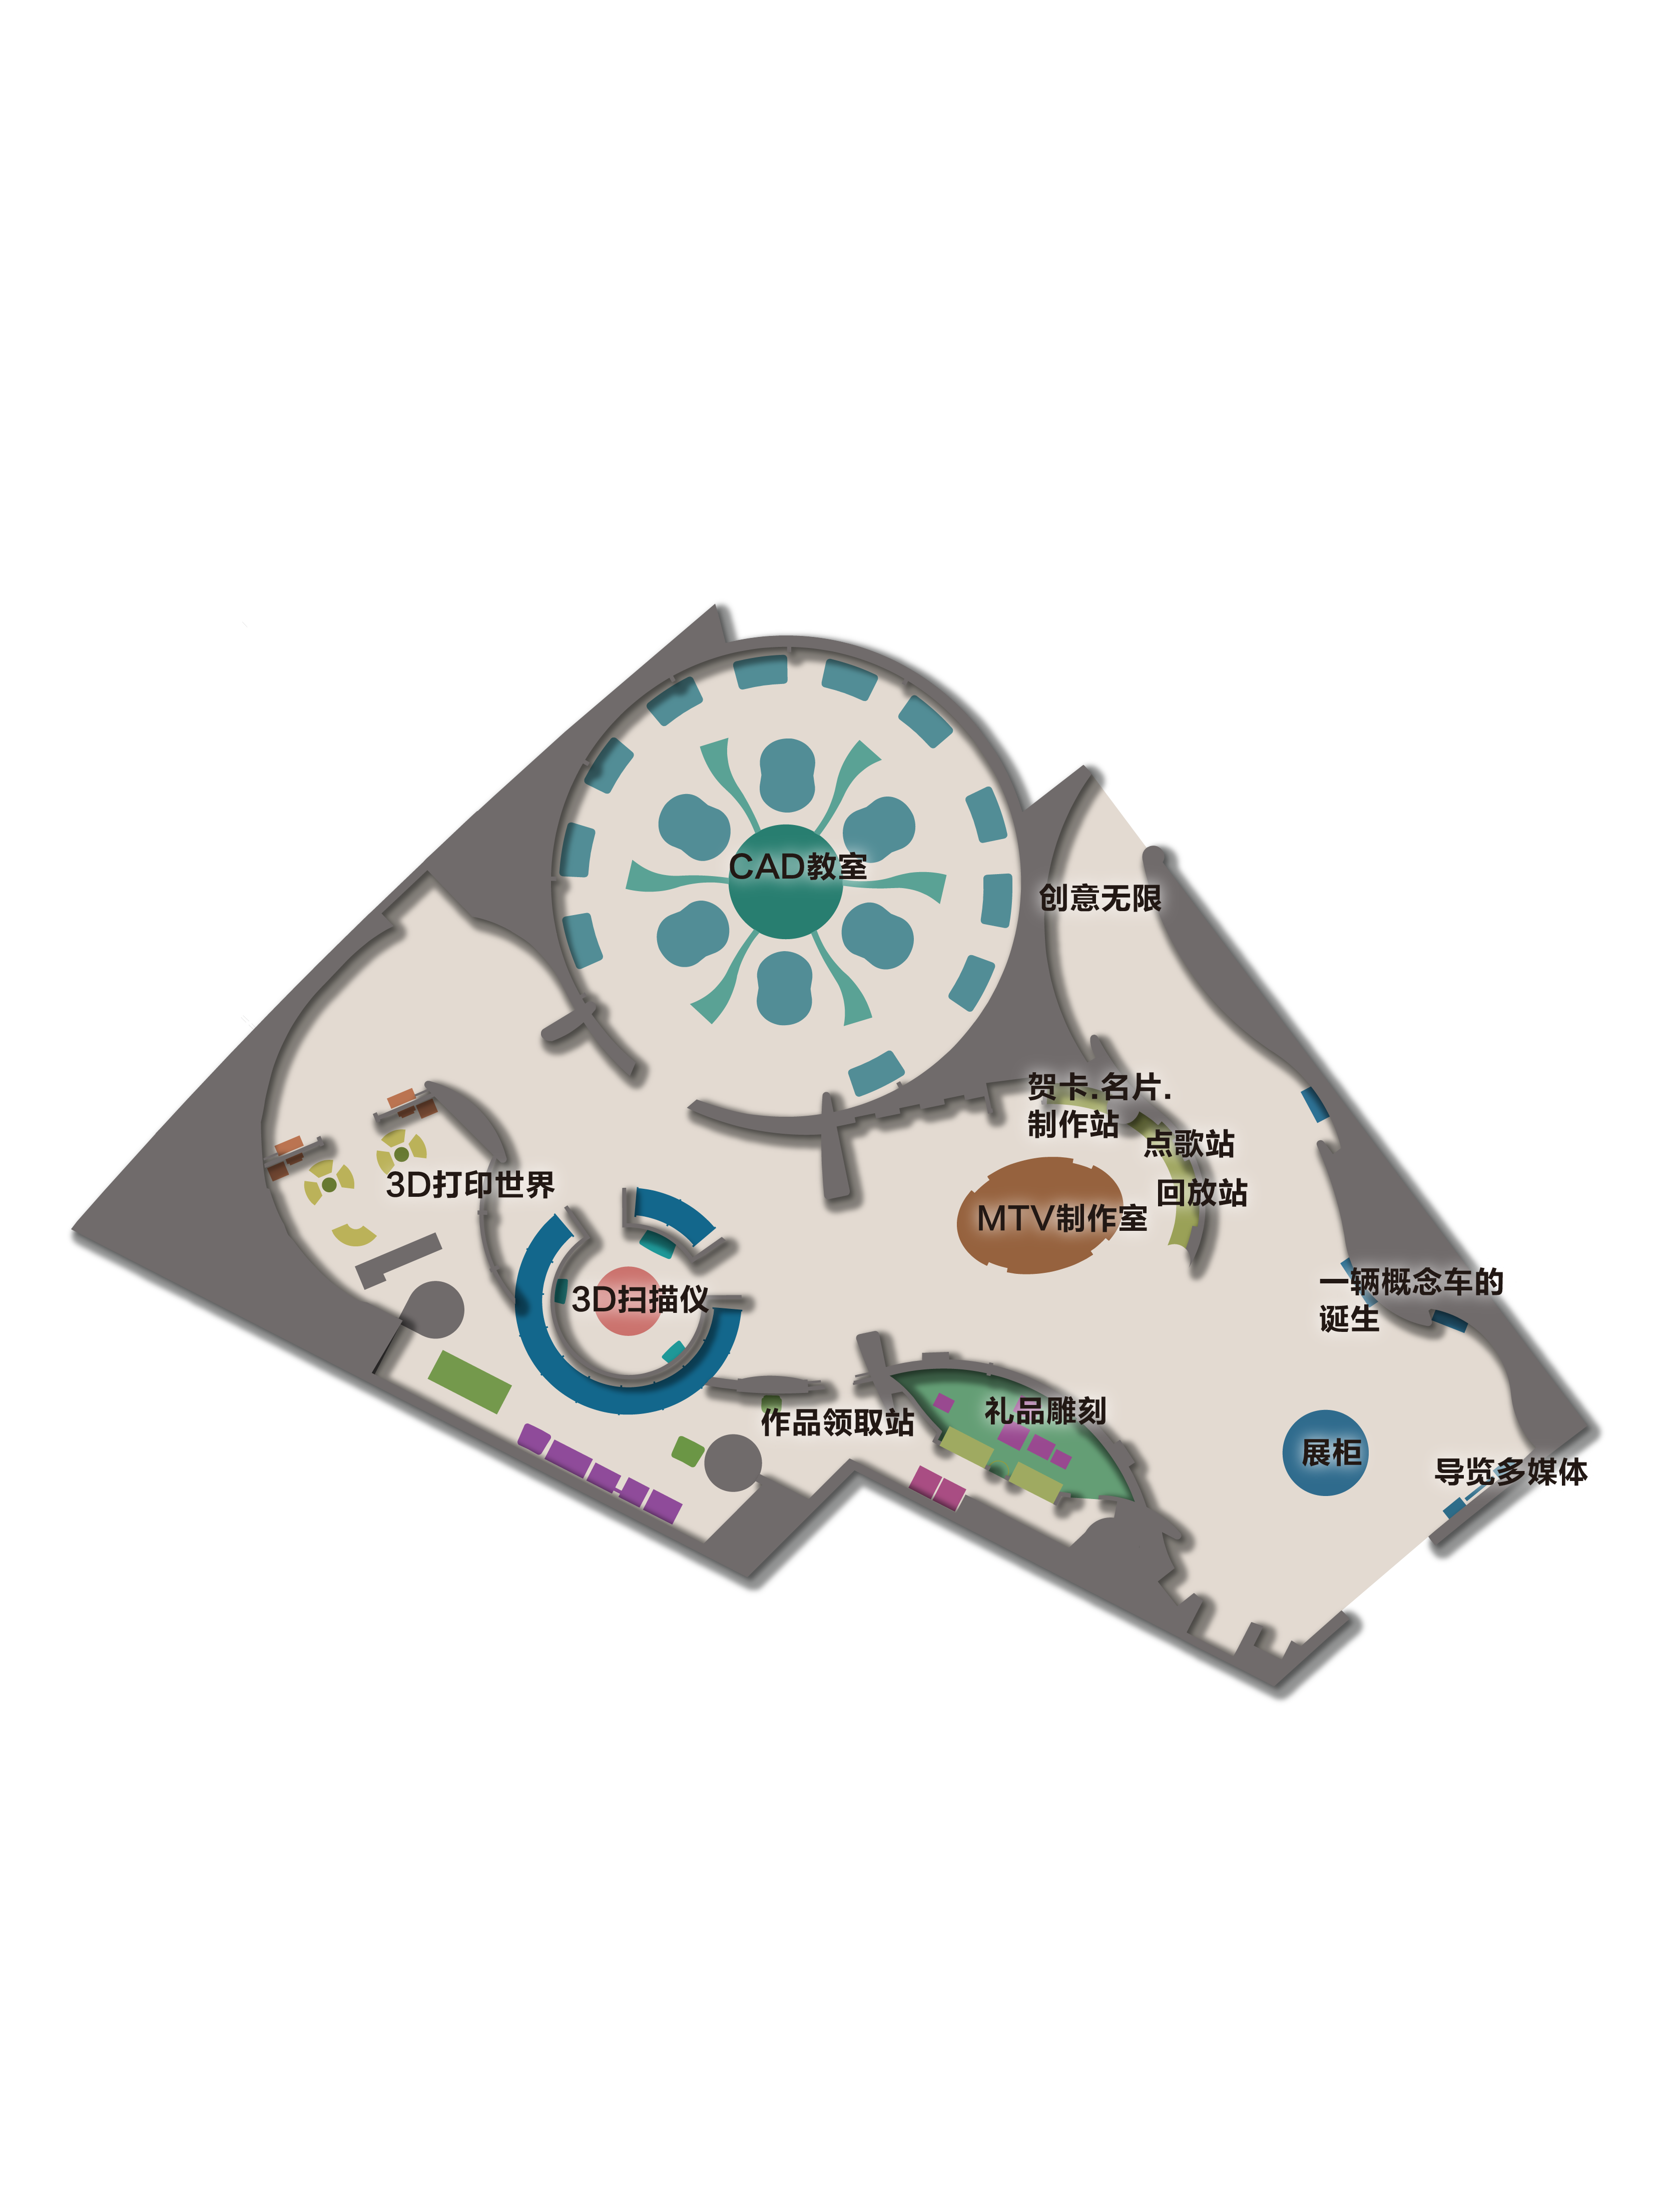 CAD教室
创意无限
贺卡.名片.
制作站
点歌站
3D打印世界
回放站
MTV制作室
一辆概念车的
诞生
3D扫描仪
礼品雕刻
作品领取站
展柜
导览多媒体